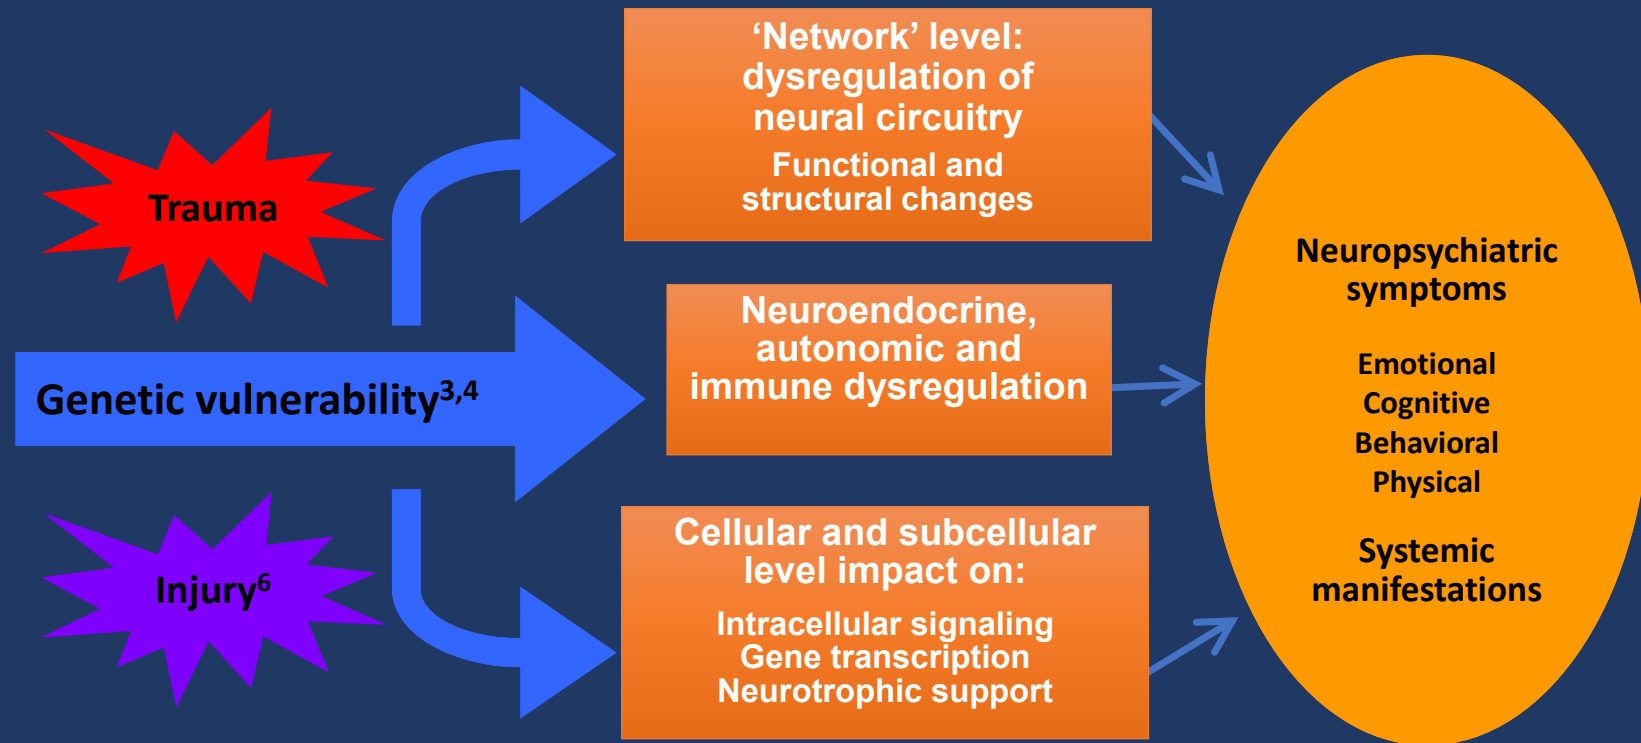 Trauma
Genetic vulnerability3,4
Injury6
‘Network’ level:
dysregulation of
neural circuitry
Functional and
structural changes
Neuroendocrine,
autonomic and
immune dysregulation
Cellular and subcellular
level impact on:
Intracellular signaling
Gene transcription
Neurotrophic support
Neuropsychiatric
symptoms
Emotional
Cognitive
Behavioral
Physical
Systemic
manifestations